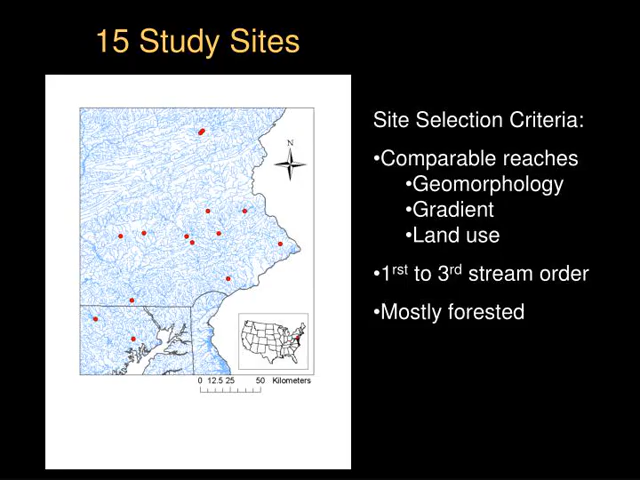 15 Study Sites
N
0 12.5 25 50 Kilometers
Site Selection Criteria:
•Comparable reaches
•Geomorphology
•Gradient
•Land use
•1rst to 3rd stream order
•Mostly forested